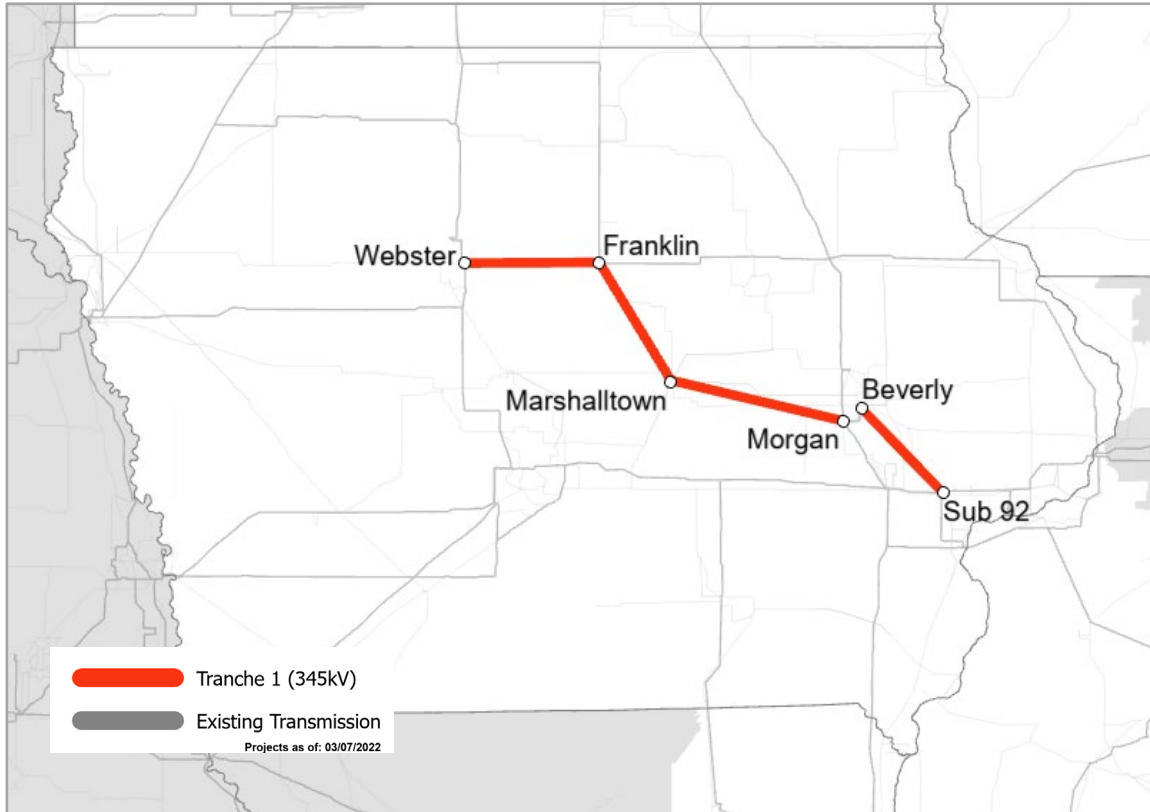 Webster
Franklin
Marshalltown
Beverly
Morgan
Sub 92
Tranche 1 (345kV)
Existing Transmission
Projects as of: 03/07/2022